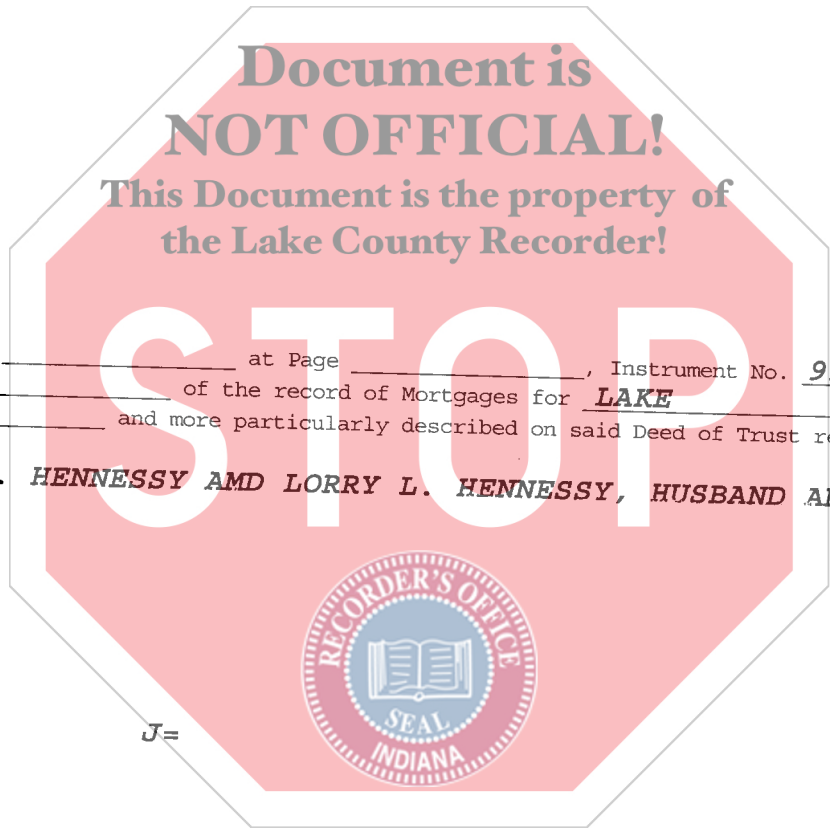 Document is
NOT OFFICIAL!
This Document is the property of
the Lake County Recorder!
STOP
at Page , Instrument No. 9
of the record of Mortgages for LAKE
and more particularly described on said Deed of Trust re
. HENNESSY AMD LORRY L. HENNESSY, HUSBAND A
RECORDER'S OFFICE
SEAL
INDIANA
J=